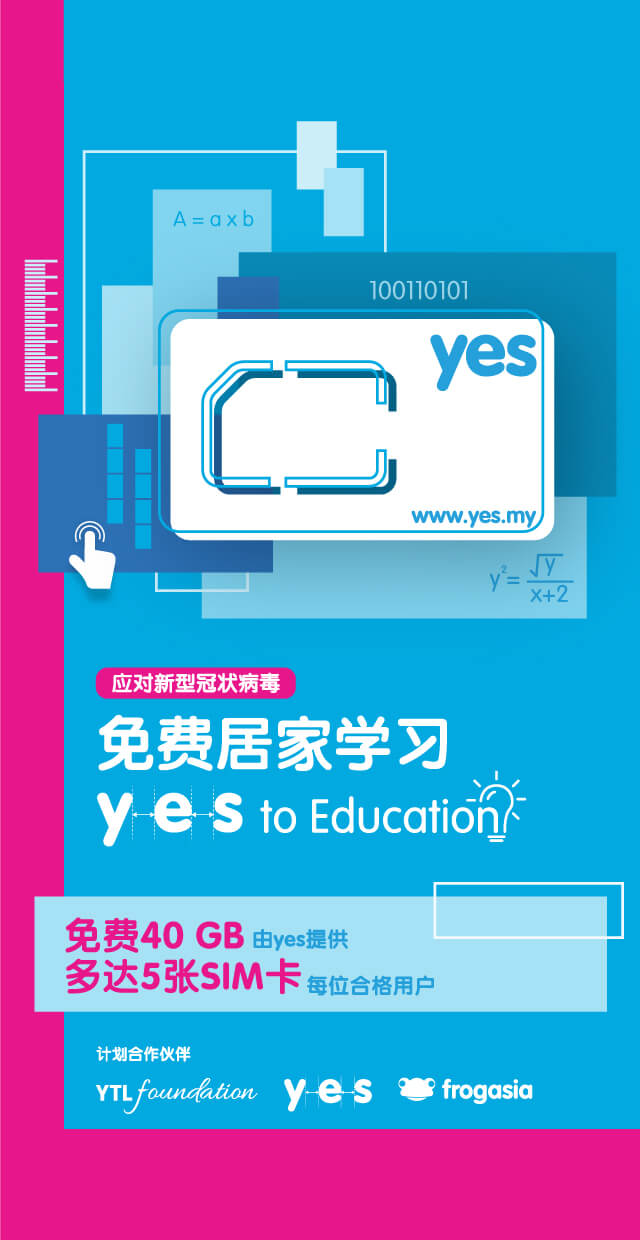 A = a x b
100110101
yes
www.yes.my
y²= √y
x+2
应对新型冠状病毒
免费居家学习
yes to Education
免费40 GB 由yes提供
多达5张SIM卡 每位合格用户
计划合作伙伴
YTL foundation yes frogasia